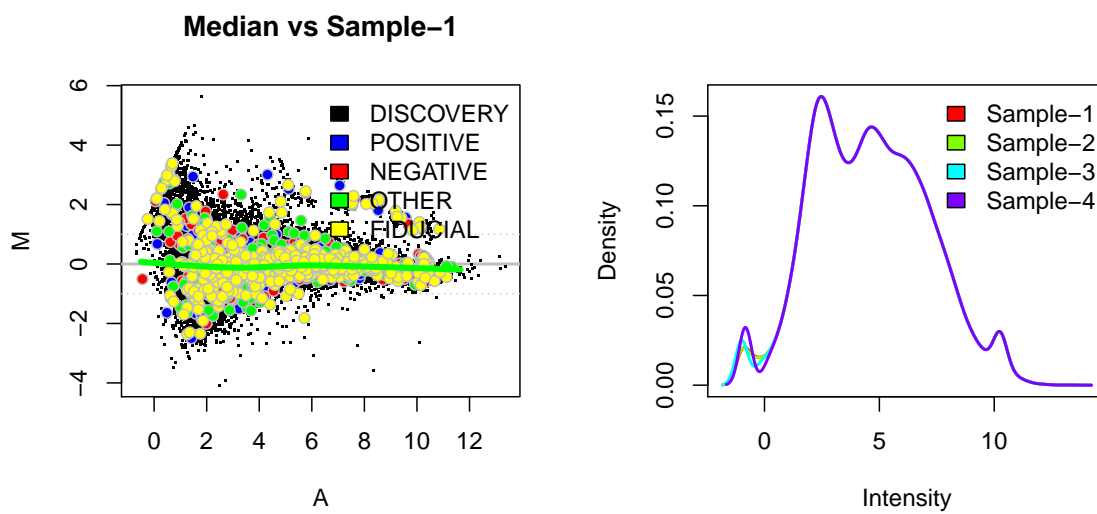 Median vs Sample−1
M
6
4
2
0
−2
−4
DISCOVERY
POSITIVE
NEGATIVE
OTHER
FIDUCIAL
0 2 4 6 8 10 12
A
Density
0.15
0.10
0.05
0.00
Sample−1
Sample−2
Sample−3
Sample−4
0 5 10
Intensity